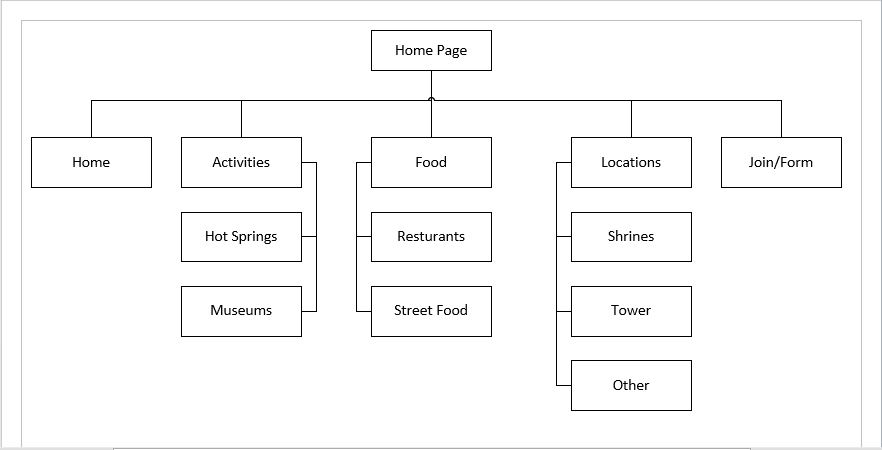 Home Page
Home
Activities
Food
Locations
Join/Form
Hot Springs
Resturants
Shrines
Museums
Street Food
Tower
Other